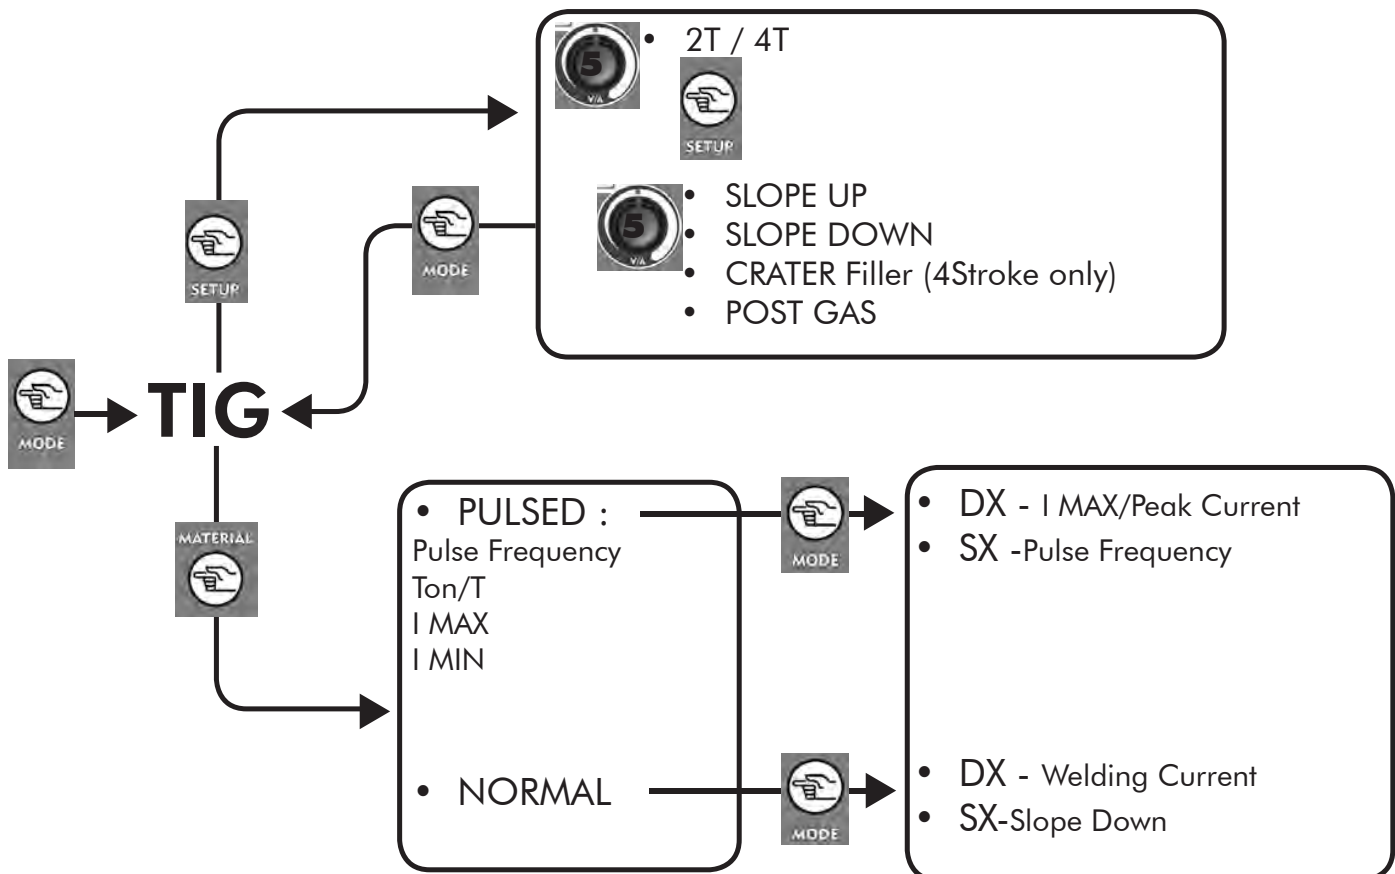 5
V/A
• 2T / 4T
SETUP
5
V/A
• SLOPE UP
• SLOPE DOWN
• CRATER Filler (4Stroke only)
• POST GAS
MODE
SETUP
MODE
TIG
MATERIAL
• PULSED :
Pulse Frequency
Ton/T
I MAX
I MIN
MODE
• DX - I MAX/Peak Current
• SX -Pulse Frequency
• NORMAL
MODE
• DX - Welding Current
• SX-Slope Down